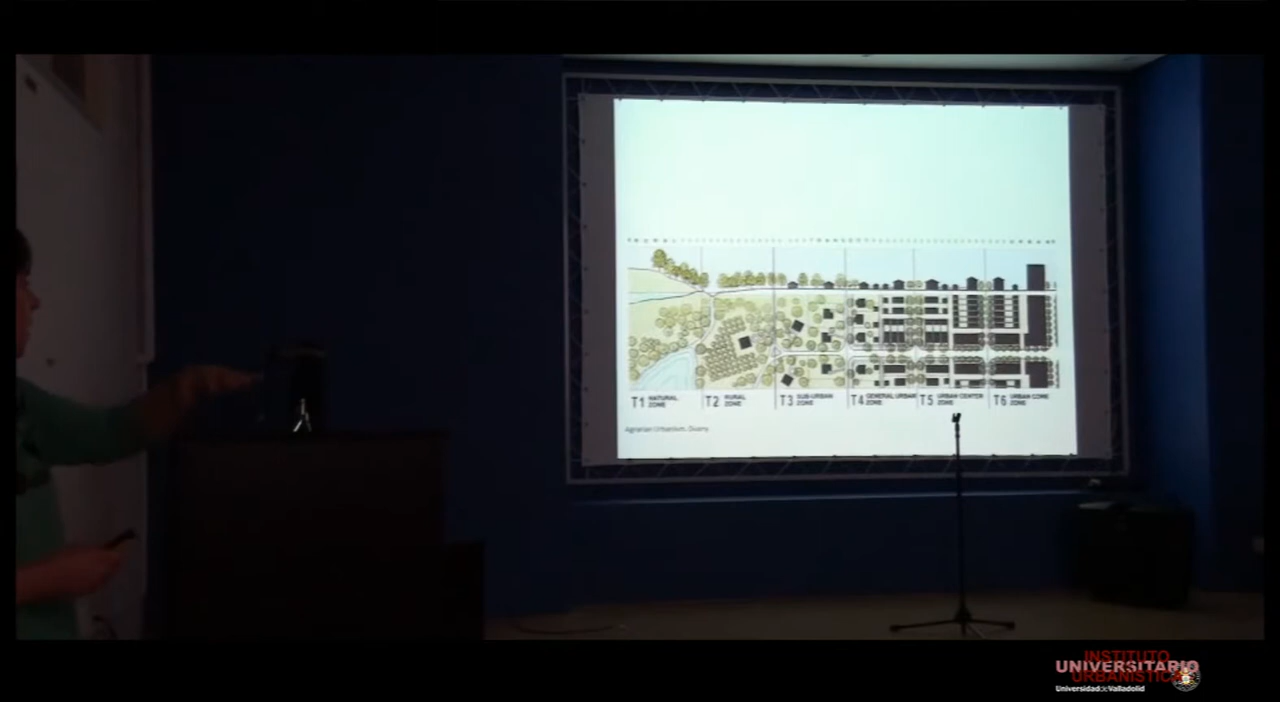 T1 NATURAL ZONE
T2 RURAL ZONE
T3 SUB-URBAN ZONE
T4 GENERAL URBAN ZONE
T5 URBAN CENTER ZONE
T6 URBAN CORE ZONE
Agrarian Urbanism, Duany
INSTITUTO
UNIVERSITARIO
URBANÍSTICA
Universidad de Valladolid